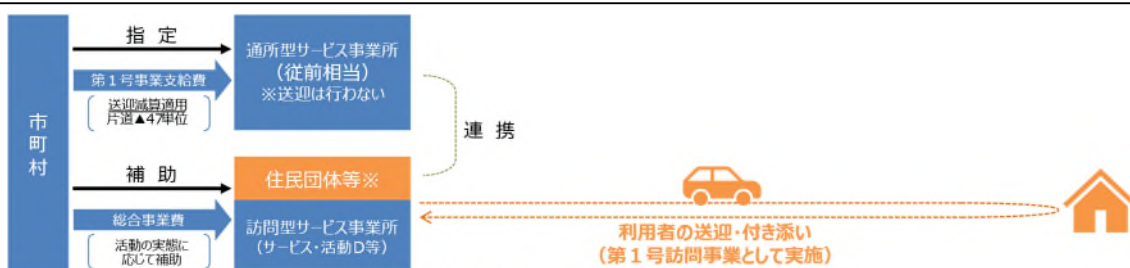 市町村
指定
第１号事業支給費
送迎減算適用
片道▲47単位
通所型サービス事業所
（従前相当）
※送迎は行わない
連携
補助
総合事業費
活動の実態に
応じて補助
住民団体等※
訪問型サービス事業所
（サービス・活動D等）
利用者の送迎・付き添い
（第１号訪問事業として実施）